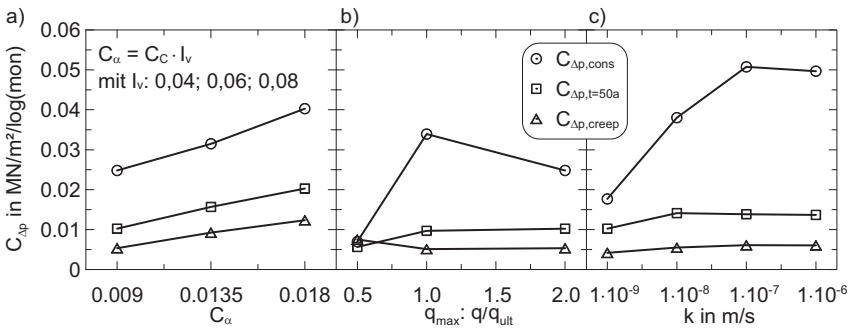 a)
b)
c)
C_Δp in MN/m²/log(mon)
0.06
0.05
0.04
0.03
0.02
0.01
0
C_α = C_C · I_v
mit I_v: 0,04; 0,06; 0,08
C_Δp,cons
C_Δp,t=50a
C_Δp,creep
0.009 0.0135 0.018
C_α
0.5 1.0 1.5 2.0
q_max: q/q_ult
1·10⁻⁹ 1·10⁻⁸ 1·10⁻⁷ 1·10⁻⁶
k in m/s